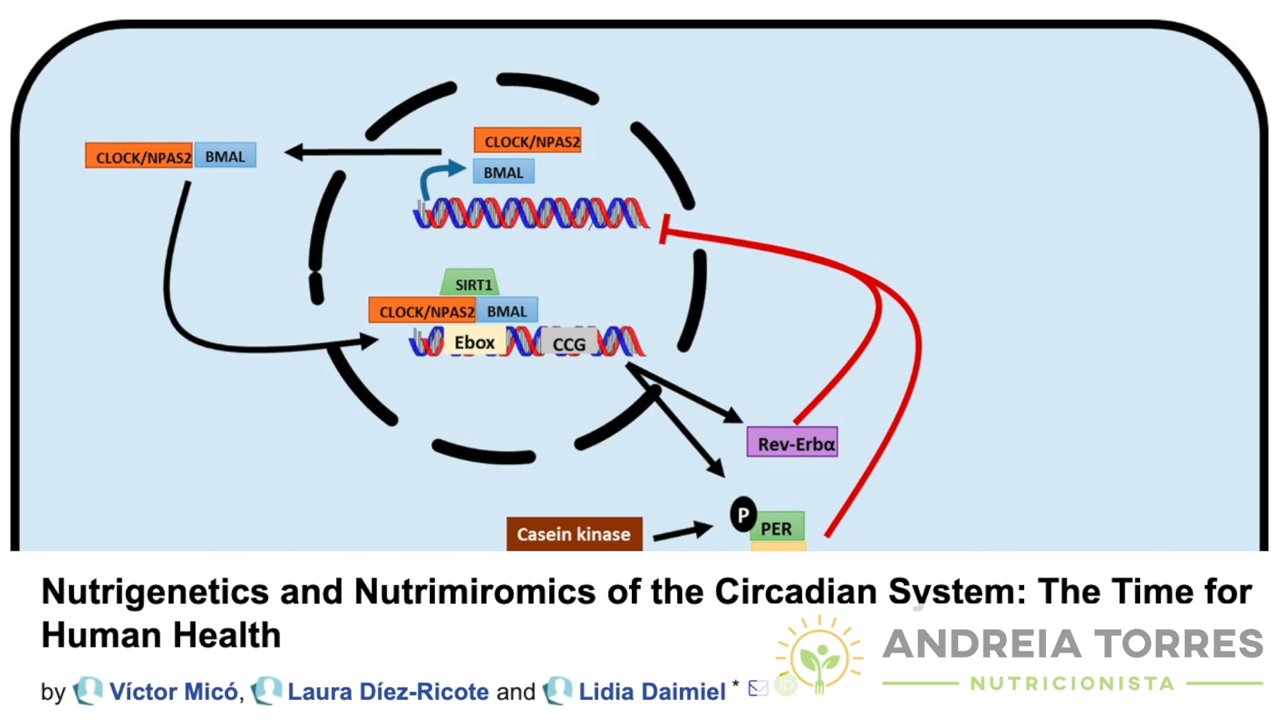 CLOCK/NPAS2
BMAL
CLOCK/NPAS2 BMAL
SIRT1
CLOCK/NPAS2 BMAL
Ebox CCG
Rev-Erbα
P
PER
Casein kinase
Nutrigenetics and Nutrimiromics of the Circadian System: The Time for
Human Health
by Víctor Micó, Laura Díez-Ricote and Lidia Daimiel *
iD
ANDREIA TORRES
NUTRICIONISTA